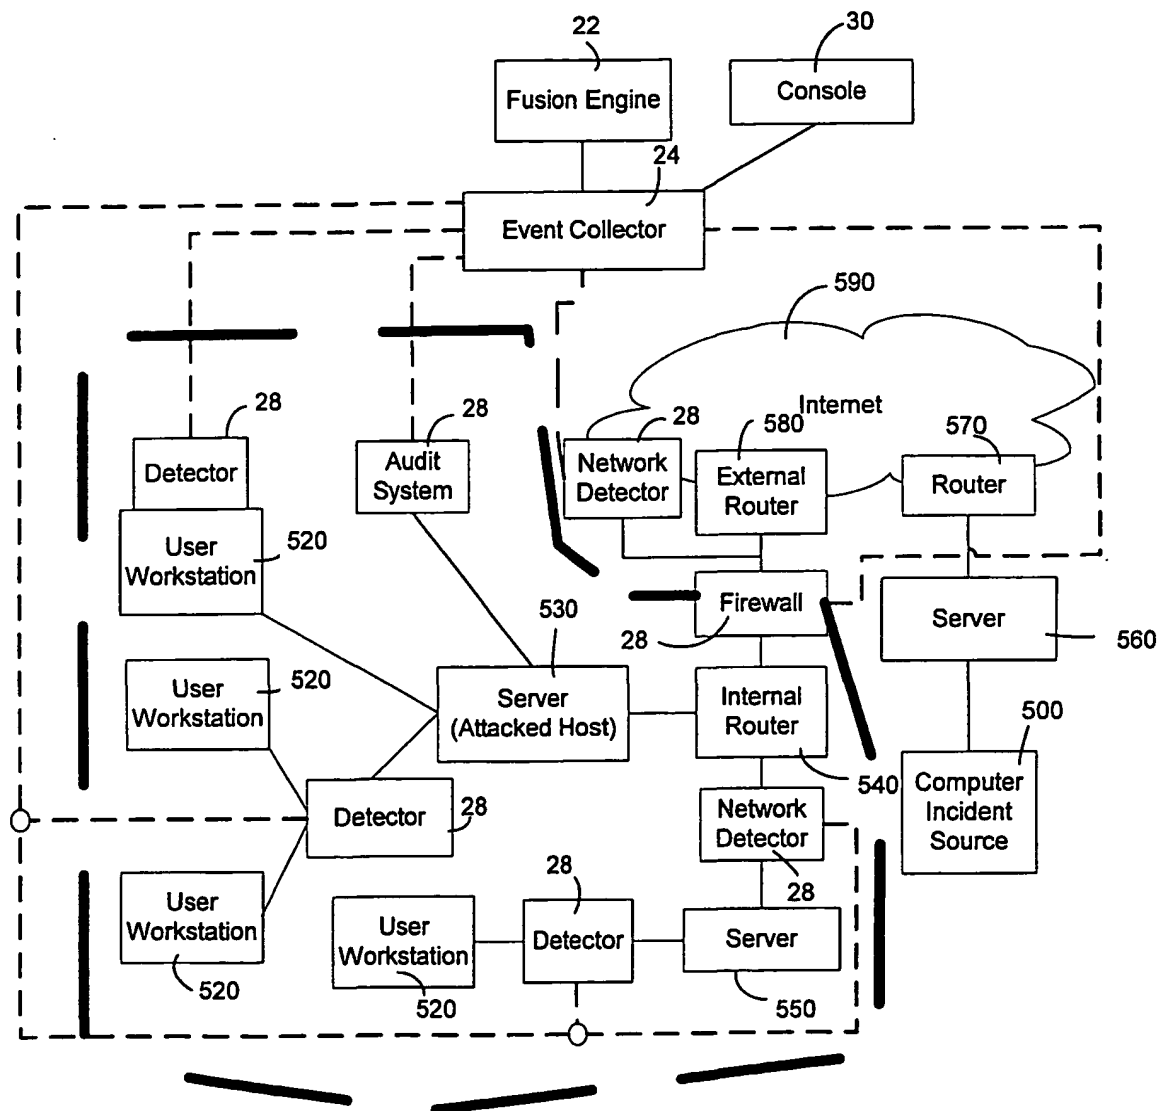 22
30
Fusion Engine
Console
24
Event Collector
590
Internet
28
28
28
580
570
Detector
Audit
System
Network
Detector
External
Router
Router
User
Workstation
520
Firewall
28
Server
560
530
User
Workstation
520
Server
(Attacked Host)
Internal
Router
540
500
Computer
Incident
Source
Detector
28
Network
Detector
28
User
Workstation
520
User
Workstation
520
28
Detector
Server
550